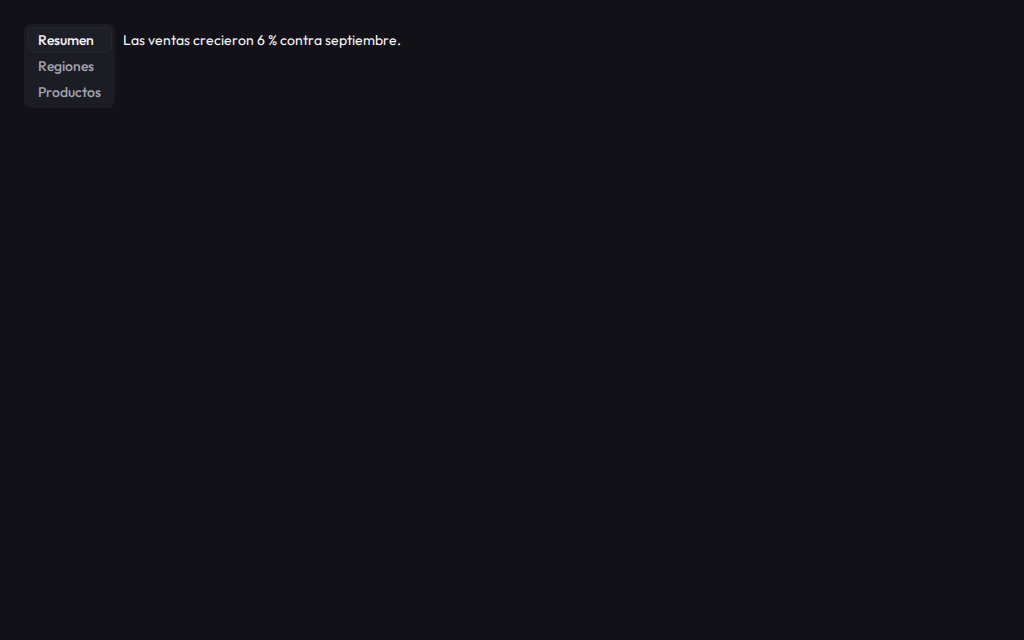 Resumen
Las ventas crecieron 6 % contra septiembre.
Regiones
Productos